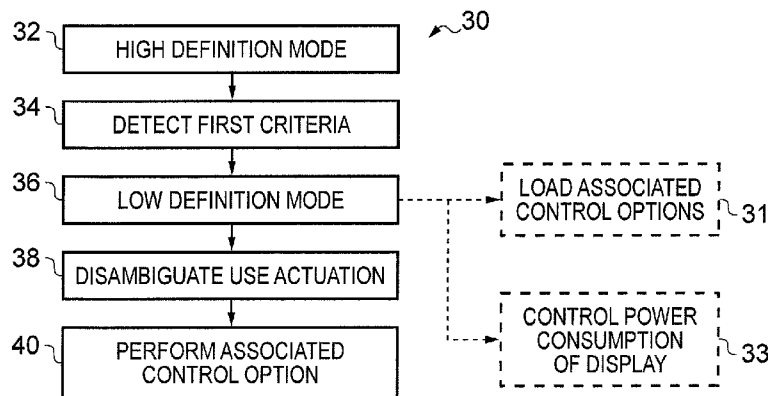 30
32
HIGH DEFINITION MODE
34
DETECT FIRST CRITERIA
36
LOW DEFINITION MODE
LOAD ASSOCIATED
CONTROL OPTIONS
31
38
DISAMBIGUATE USE ACTUATION
40
PERFORM ASSOCIATED
CONTROL OPTION
CONTROL POWER
CONSUMPTION
OF DISPLAY
33